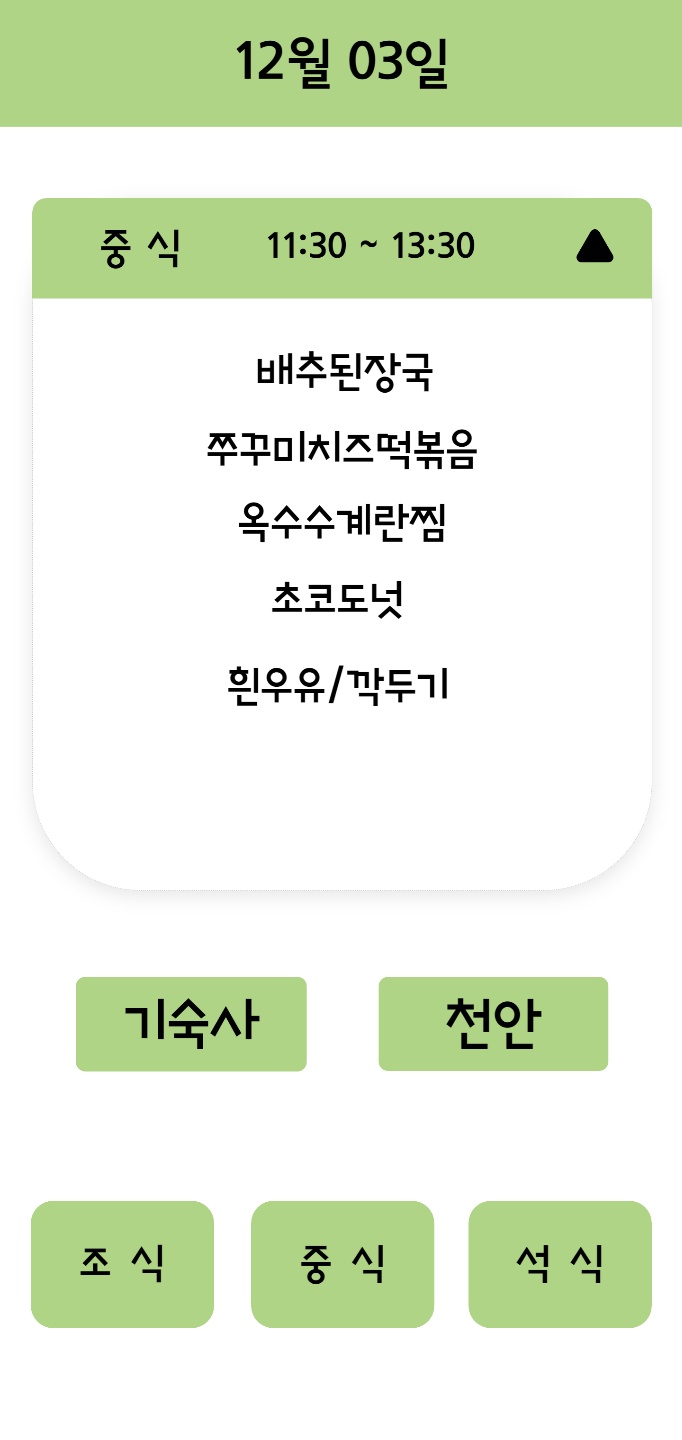 12월 03일
중 식 11:30 ~ 13:30
배추된장국
쭈꾸미치즈떡볶음
옥수수계란찜
초코도넛
흰우유/깍두기
기숙사 천안
조 식 중 식 석 식